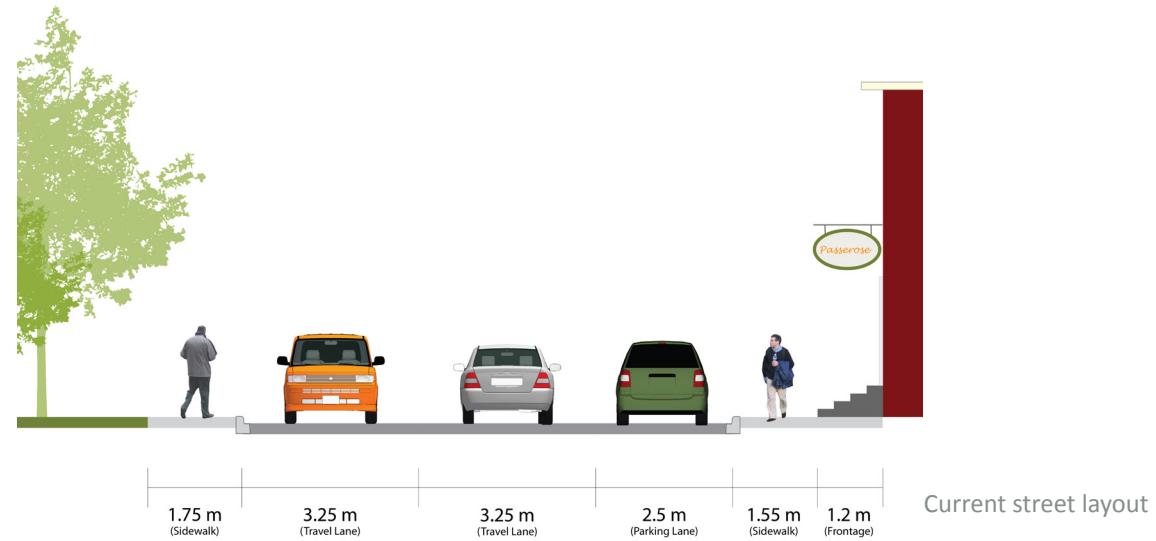 Passerose
1.75 m
(Sidewalk)
3.25 m
(Travel Lane)
3.25 m
(Travel Lane)
2.5 m
(Parking Lane)
1.55 m
(Sidewalk)
1.2 m
(Frontage)
Current street layout